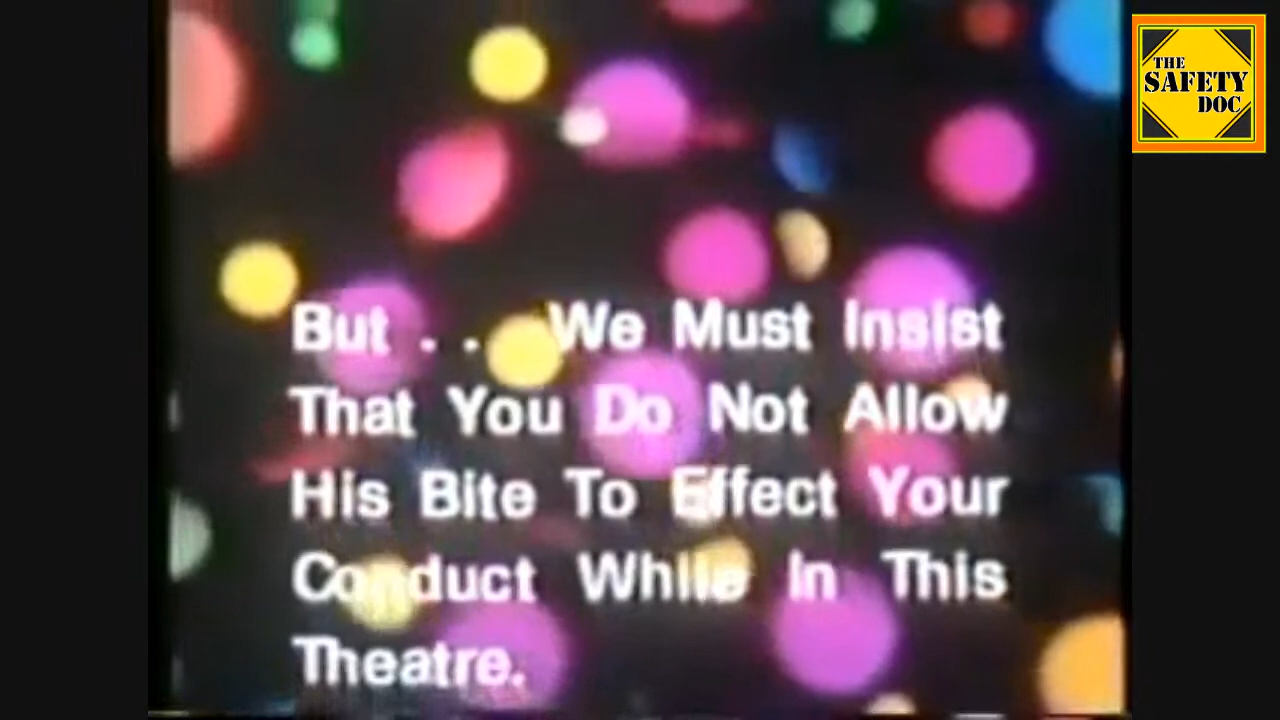 THE
SAFETY
DOC
But . . We Must Insist
That You Do Not Allow
His Bite To Effect Your
Conduct While In This
Theatre.